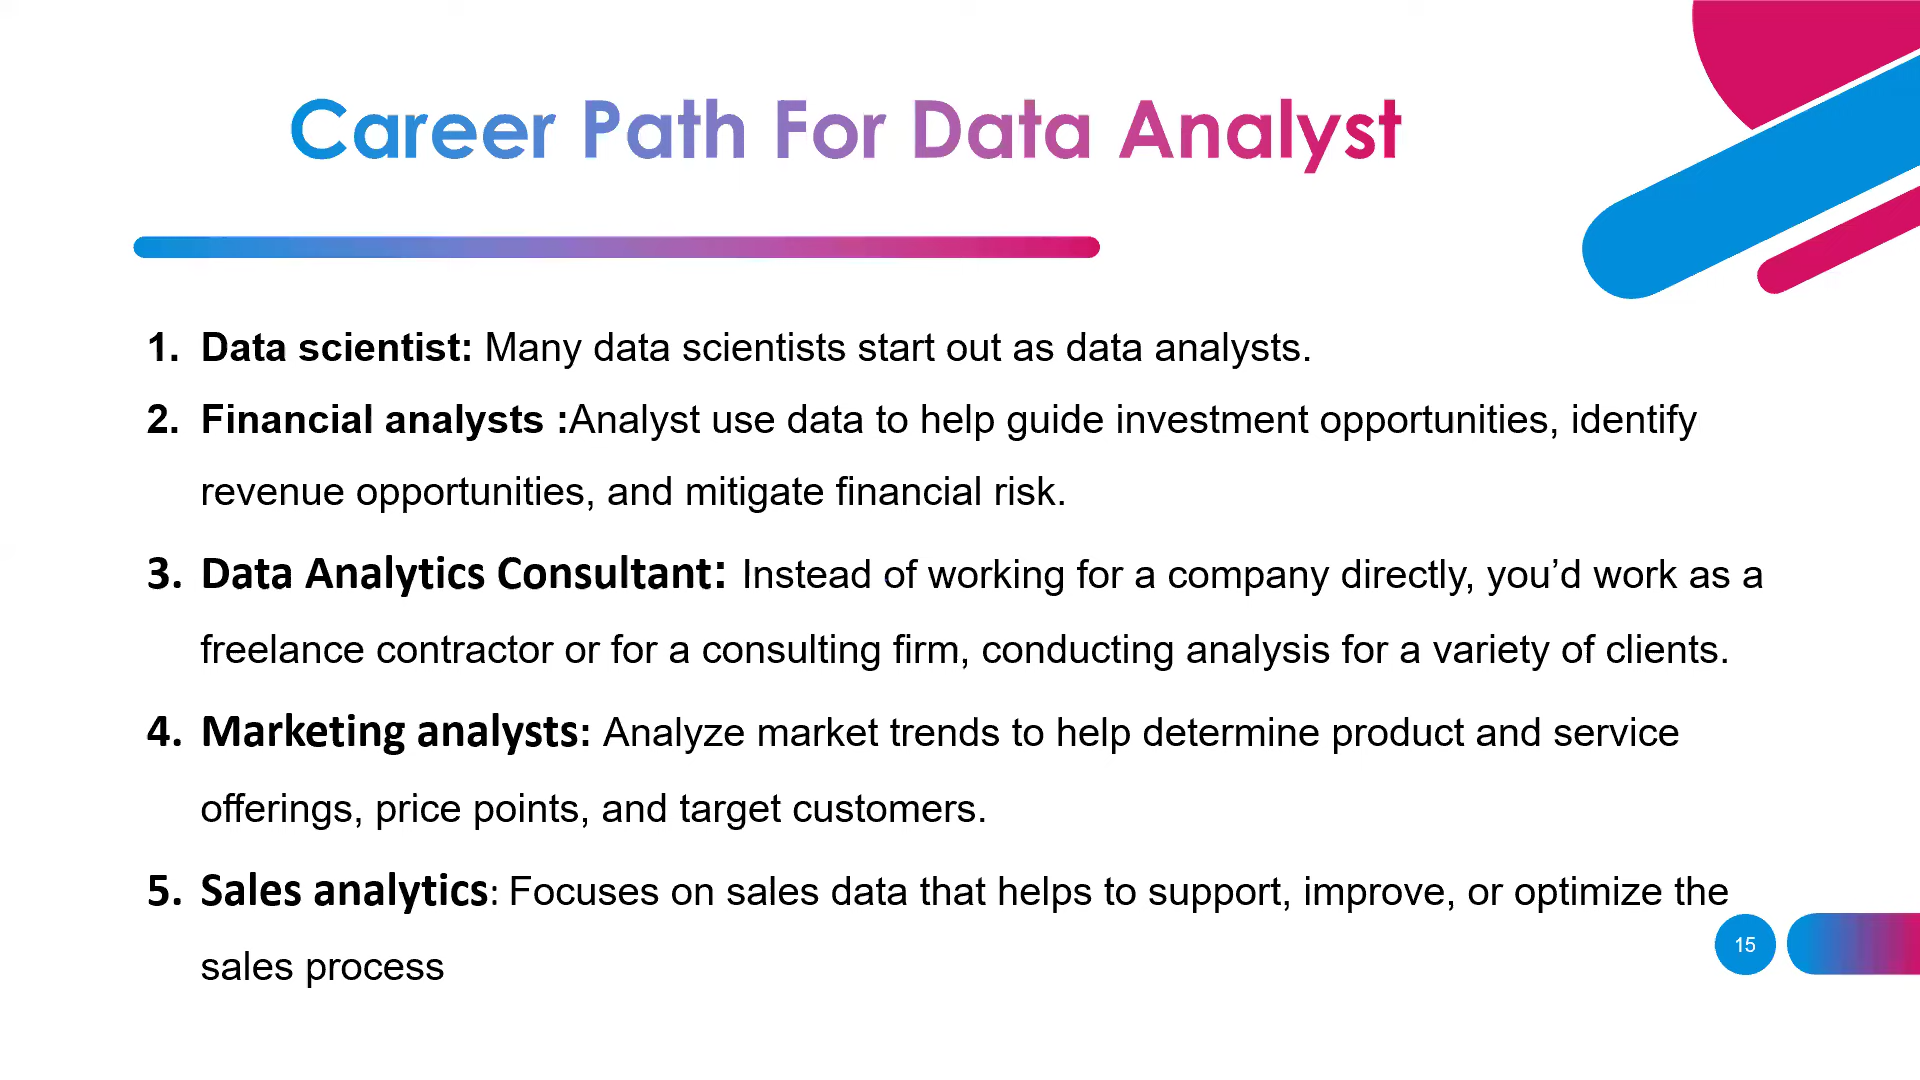 Career Path For Data Analyst
1. Data scientist: Many data scientists start out as data analysts.
2. Financial analysts :Analyst use data to help guide investment opportunities, identify
revenue opportunities, and mitigate financial risk.
3. Data Analytics Consultant: Instead of working for a company directly, you’d work as a
freelance contractor or for a consulting firm, conducting analysis for a variety of clients.
4. Marketing analysts: Analyze market trends to help determine product and service
offerings, price points, and target customers.
5. Sales analytics: Focuses on sales data that helps to support, improve, or optimize the
sales process
15